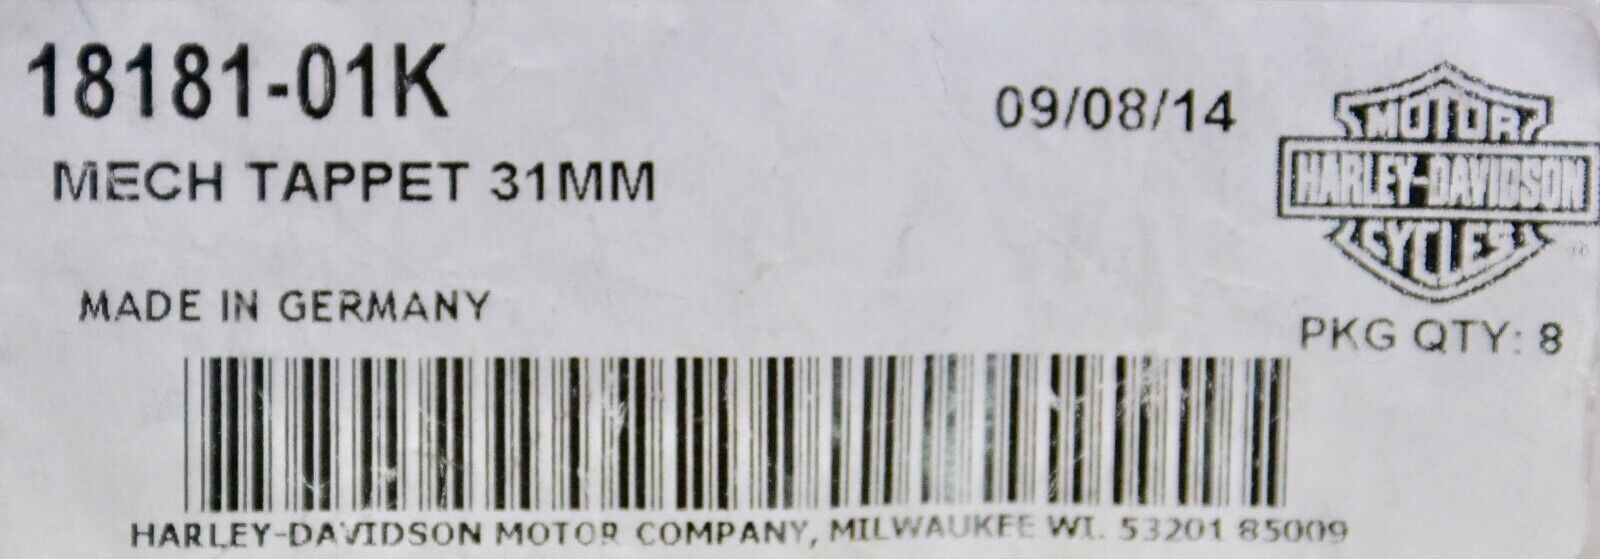 18181-01K
09/08/14
MECH TAPPET 31MM
MOTOR
HARLEY-DAVIDSON
CYCLES
MADE IN GERMANY
PKG QTY: 8
HARLEY-DAVIDSON MOTOR COMPANY, MILWAUKEE WI. 53201 85009